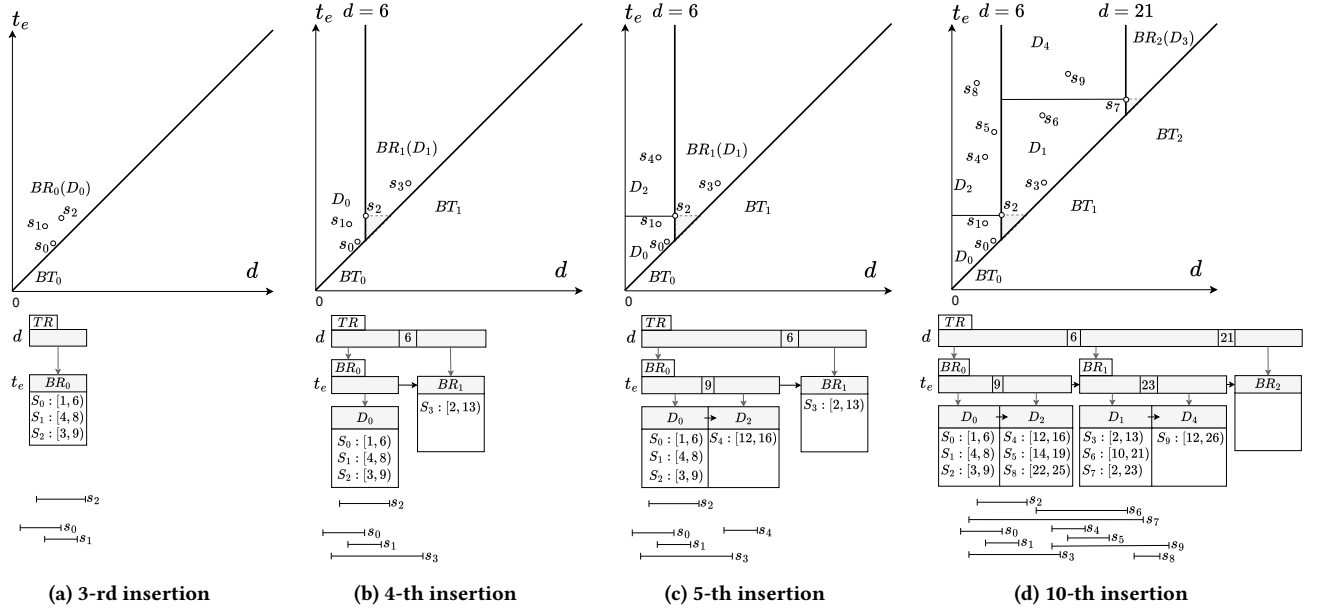 t_e
d = 6
t_e
d = 6
t_e
d = 6
d = 21
t_e
BR_0(D_0)
s_2
s_1
s_0
BT_0
d
0
BR_1(D_1)
D_0
s_2
s_3
s_1
BT_1
s_0
BT_0
d
0
BR_1(D_1)
s_4
D_2
s_3
s_2
s_1
BT_1
D_0
s_0
BT_0
d
0
D_4
BR_2(D_3)
s_9
s_8
s_7
s_6
s_5
BT_2
D_1
s_4
D_2
s_3
s_2
BT_1
s_1
D_0
s_0
BT_0
d
0
TR
d
t_e
BR_0
S_0 : [1, 6)
S_1 : [4, 8)
S_2 : [3, 9)
s_2
s_0
s_1
TR
d
6
BR_0
t_e
BR_1
D_0
S_3 : [2, 13)
S_0 : [1, 6)
S_1 : [4, 8)
S_2 : [3, 9)
s_2
s_0
s_1
s_3
TR
d
6
BR_0
t_e
9
BR_1
D_0
D_2
S_3 : [2, 13)
S_0 : [1, 6)
S_4 : [12, 16)
S_1 : [4, 8)
S_2 : [3, 9)
s_2
s_0
s_4
s_1
s_3
TR
d
6
21
BR_0
BR_1
t_e
9
23
BR_2
D_0
D_2
D_1
D_4
S_0 : [1, 6)
S_4 : [12, 16)
S_3 : [2, 13)
S_9 : [12, 26)
S_1 : [4, 8)
S_5 : [14, 19)
S_6 : [10, 21)
S_2 : [3, 9)
S_8 : [22, 25)
S_7 : [2, 23)
s_2
s_6
s_7
s_0
s_4
s_1
s_5
s_9
s_3
s_8
(a) 3-rd insertion
(b) 4-th insertion
(c) 5-th insertion
(d) 10-th insertion